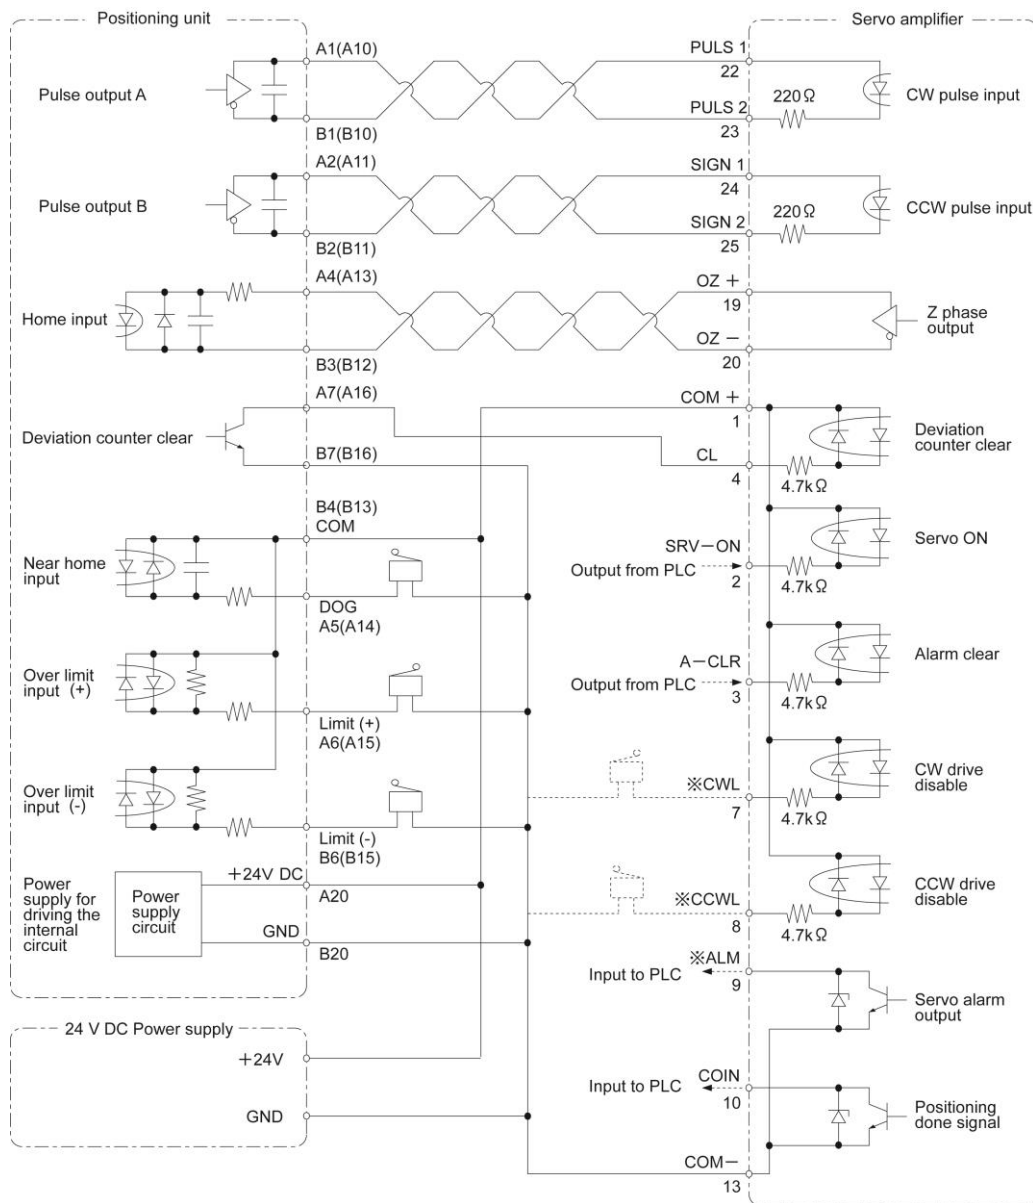 Positioning unit
Servo amplifier
A1(A10)
PULS 1
22
Pulse output A
220Ω
CW pulse input
PULS 2
B1(B10)
23
A2(A11)
SIGN 1
24
Pulse output B
220Ω
CCW pulse input
SIGN 2
B2(B11)
25
A4(A13)
OZ +
19
Home input
Z phase
output
OZ −
B3(B12)
20
A7(A16)
COM +
1
Deviation counter clear
Deviation
counter clear
B7(B16)
CL
4
4.7kΩ
B4(B13)
COM
Near home
input
SRV−ON
Servo ON
Output from PLC
2
4.7kΩ
DOG
A5(A14)
Over limit
input (+)
A−CLR
Alarm clear
Output from PLC
3
4.7kΩ
Limit (+)
A6(A15)
Over limit
input (-)
※CWL
CW drive
disable
7
4.7kΩ
Limit (-)
B6(B15)
+24V DC
Power
supply for
driving the
internal
circuit
Power
supply
circuit
A20
※CCWL
CCW drive
disable
8
4.7kΩ
GND
B20
※ALM
Input to PLC
9
Servo alarm
output
24 V DC Power supply
+24V
COIN
Input to PLC
10
Positioning
done signal
GND
COM−
13